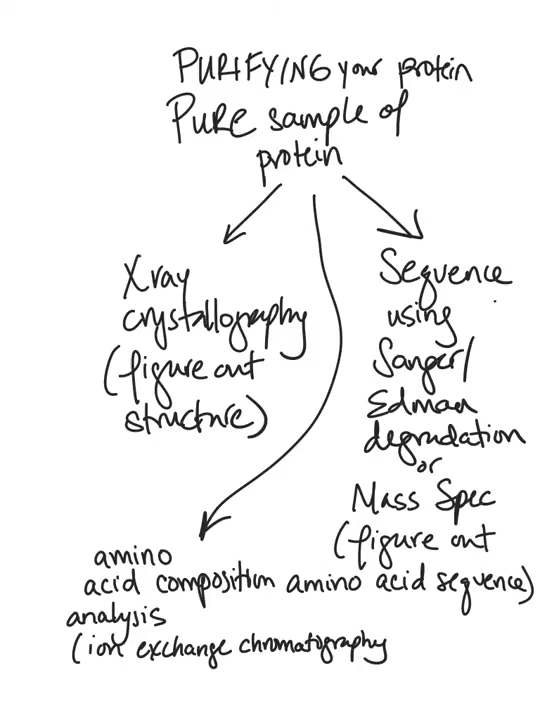 PURIFYING your protein
PURE sample of
protein
Xray
crystallography
(figure out
structure)
Sequence
using
Sanger/
Edman
degradation
or
Mass Spec
(figure out
amino acid sequence)
amino
acid composition
analysis
(ion exchange chromatography